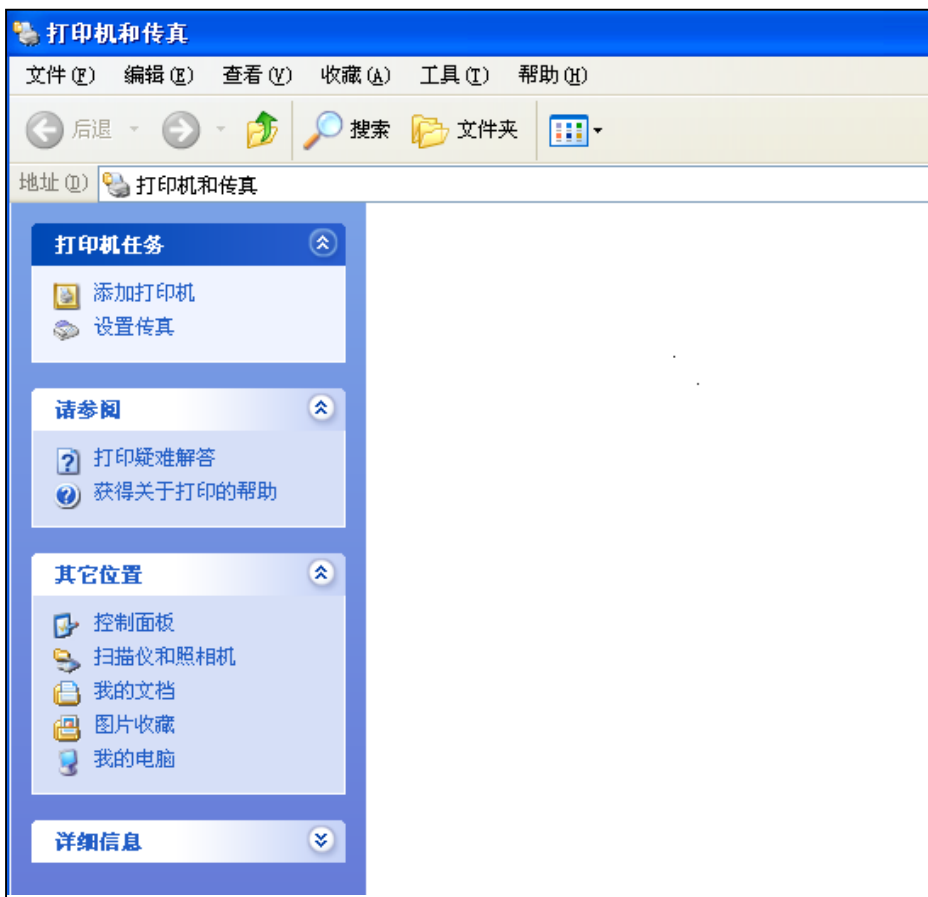 打印机和传真
文件(F) 编辑(E) 查看(V) 收藏(A) 工具(T) 帮助(H)
后退 搜索 文件夹
地址(D) 打印机和传真
打印机任务
添加打印机
设置传真
请参阅
打印疑难解答
获得关于打印的帮助
其它位置
控制面板
扫描仪和照相机
我的文档
图片收藏
我的电脑
详细信息